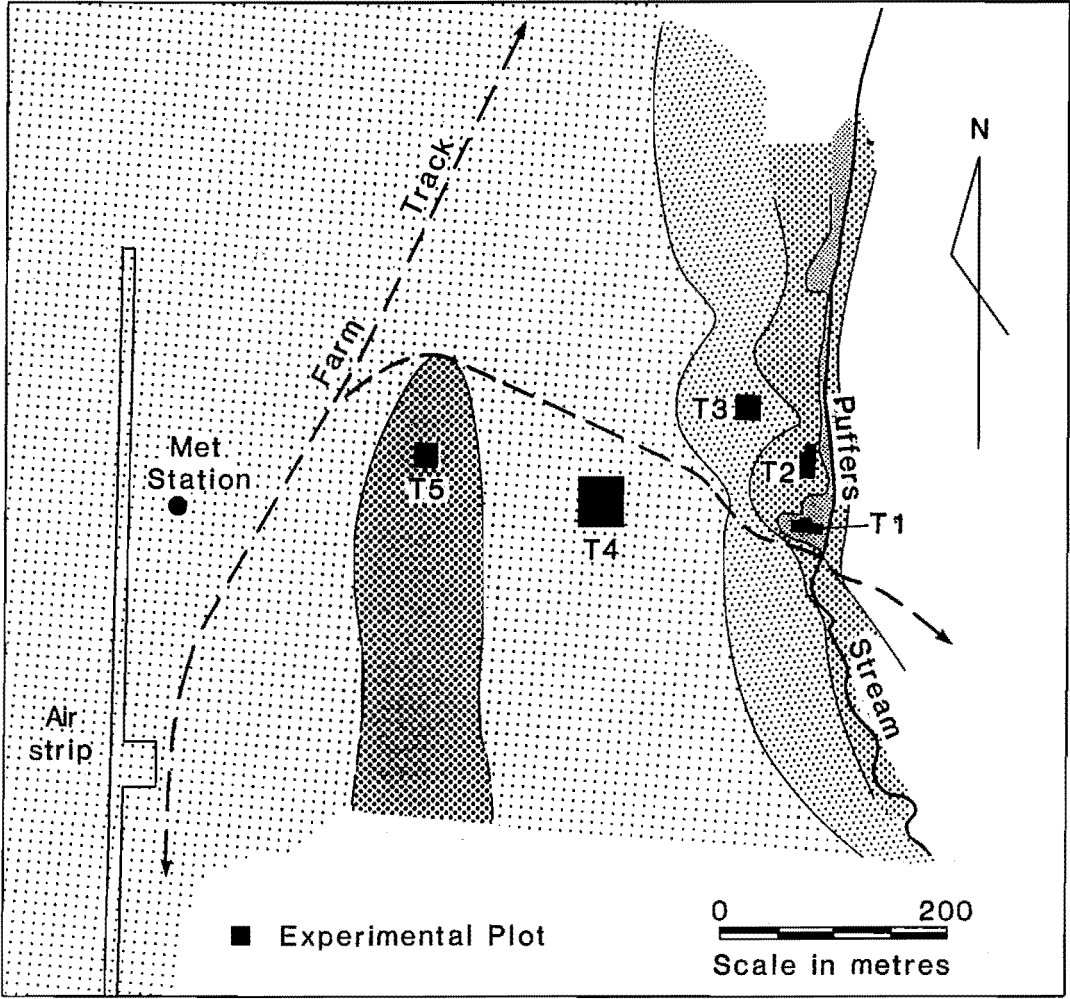 N
Farm Track
Puffers Stream
T3
T2
T1
Met.
Station
T5
T4
Air
strip
Experimental Plot
0 200
Scale in metres